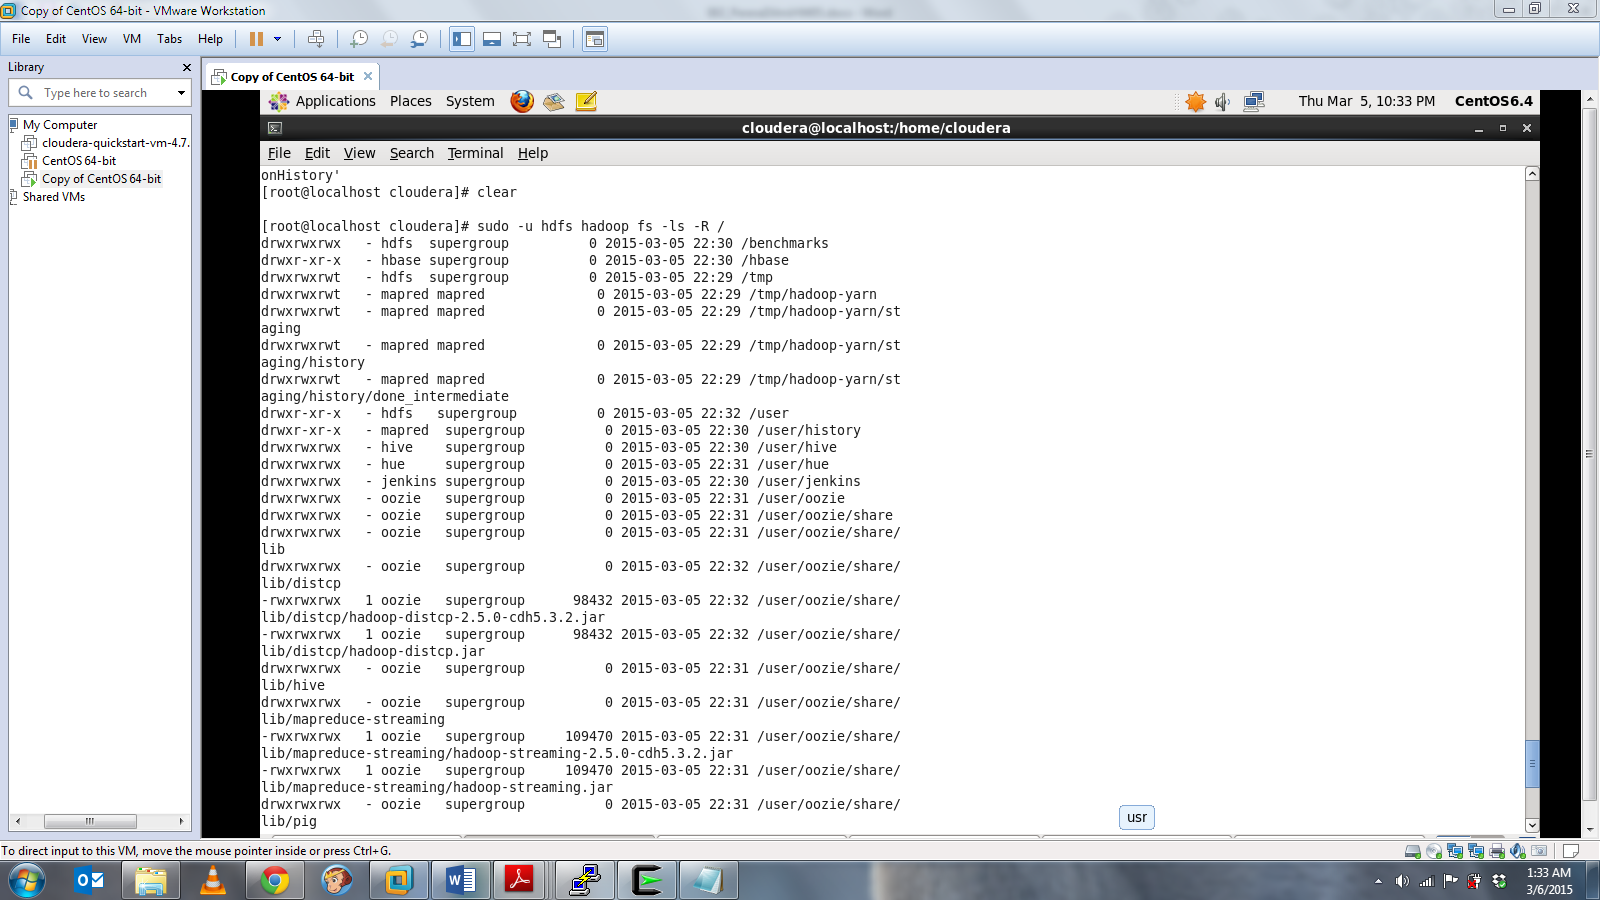 Copy of CentOS 64-bit - VMware Workstation
File Edit View VM Tabs Help
Library
Type here to search
My Computer
cloudera-quickstart-vm-4.7.
CentOS 64-bit
Copy of CentOS 64-bit
Shared VMs
Copy of CentOS 64-bit
Applications Places System
Thu Mar 5, 10:33 PM CentOS6.4
cloudera@localhost:/home/cloudera
File Edit View Search Terminal Help
onHistory'
[root@localhost cloudera]# clear
[root@localhost cloudera]# sudo -u hdfs hadoop fs -ls -R /
drwxrwxrwx - hdfs supergroup 0 2015-03-05 22:30 /benchmarks
drwxr-xr-x - hbase supergroup 0 2015-03-05 22:30 /hbase
drwxrwxrwt - hdfs supergroup 0 2015-03-05 22:29 /tmp
drwxrwxrwt - mapred mapred 0 2015-03-05 22:29 /tmp/hadoop-yarn
drwxrwxrwt - mapred mapred 0 2015-03-05 22:29 /tmp/hadoop-yarn/st
aging
drwxrwxrwt - mapred mapred 0 2015-03-05 22:29 /tmp/hadoop-yarn/st
aging/history
drwxrwxrwt - mapred mapred 0 2015-03-05 22:29 /tmp/hadoop-yarn/st
aging/history/done_intermediate
drwxr-xr-x - hdfs supergroup 0 2015-03-05 22:32 /user
drwxr-xr-x - mapred supergroup 0 2015-03-05 22:30 /user/history
drwxrwxrwx - hive supergroup 0 2015-03-05 22:30 /user/hive
drwxrwxrwx - hue supergroup 0 2015-03-05 22:31 /user/hue
drwxrwxrwx - jenkins supergroup 0 2015-03-05 22:30 /user/jenkins
drwxrwxrwx - oozie supergroup 0 2015-03-05 22:31 /user/oozie
drwxrwxrwx - oozie supergroup 0 2015-03-05 22:31 /user/oozie/share
drwxrwxrwx - oozie supergroup 0 2015-03-05 22:31 /user/oozie/share/
lib
drwxrwxrwx - oozie supergroup 0 2015-03-05 22:32 /user/oozie/share/
lib/distcp
-rwxrwxrwx 1 oozie supergroup 98432 2015-03-05 22:32 /user/oozie/share/
lib/distcp/hadoop-distcp-2.5.0-cdh5.3.2.jar
-rwxrwxrwx 1 oozie supergroup 98432 2015-03-05 22:32 /user/oozie/share/
lib/distcp/hadoop-distcp.jar
drwxrwxrwx - oozie supergroup 0 2015-03-05 22:31 /user/oozie/share/
lib/hive
drwxrwxrwx - oozie supergroup 0 2015-03-05 22:31 /user/oozie/share/
lib/mapreduce-streaming
-rwxrwxrwx 1 oozie supergroup 109470 2015-03-05 22:31 /user/oozie/share/
lib/mapreduce-streaming/hadoop-streaming-2.5.0-cdh5.3.2.jar
-rwxrwxrwx 1 oozie supergroup 109470 2015-03-05 22:31 /user/oozie/share/
lib/mapreduce-streaming/hadoop-streaming.jar
drwxrwxrwx - oozie supergroup 0 2015-03-05 22:31 /user/oozie/share/
lib/pig
usr
To direct input to this VM, move the mouse pointer inside or press Ctrl+G.
1:33 AM
3/6/2015